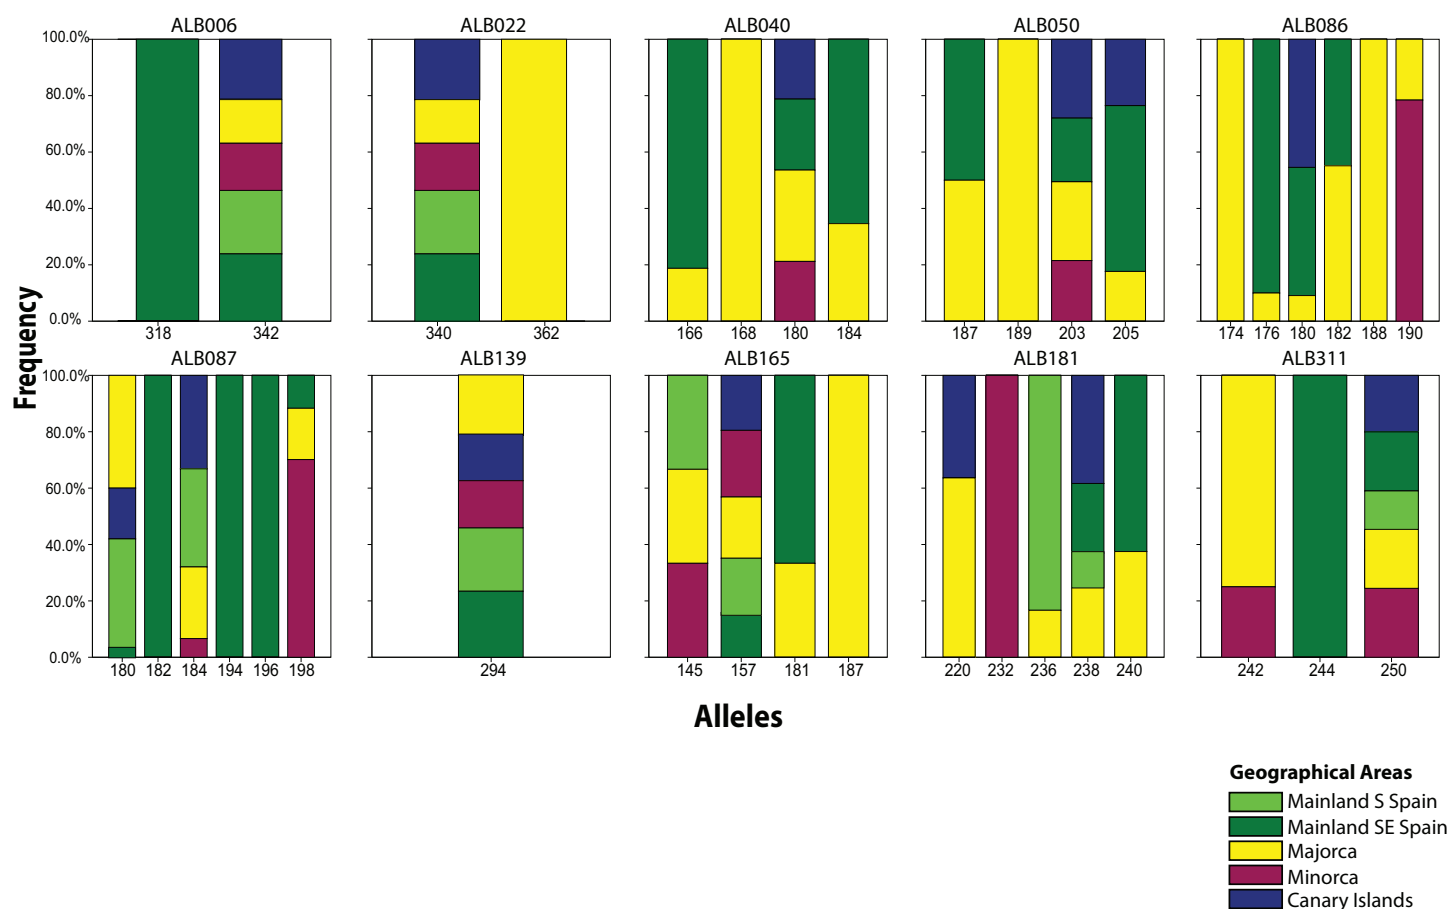 ALB006 ALB022 ALB040 ALB050 ALB086
100.0%
80.0%
60.0%
40.0%
20.0%
0.0%
318 342 340 362 166 168 180 184 187 189 203 205 174 176 180 182 188 190
Frequency
ALB087 ALB139 ALB165 ALB181 ALB311
100.0%
80.0%
60.0%
40.0%
20.0%
0.0%
180 182 184 194 196 198 294 145 157 181 187 220 232 236 238 240 242 244 250
Alleles
Geographical Areas
Mainland S Spain
Mainland SE Spain
Majorca
Minorca
Canary Islands